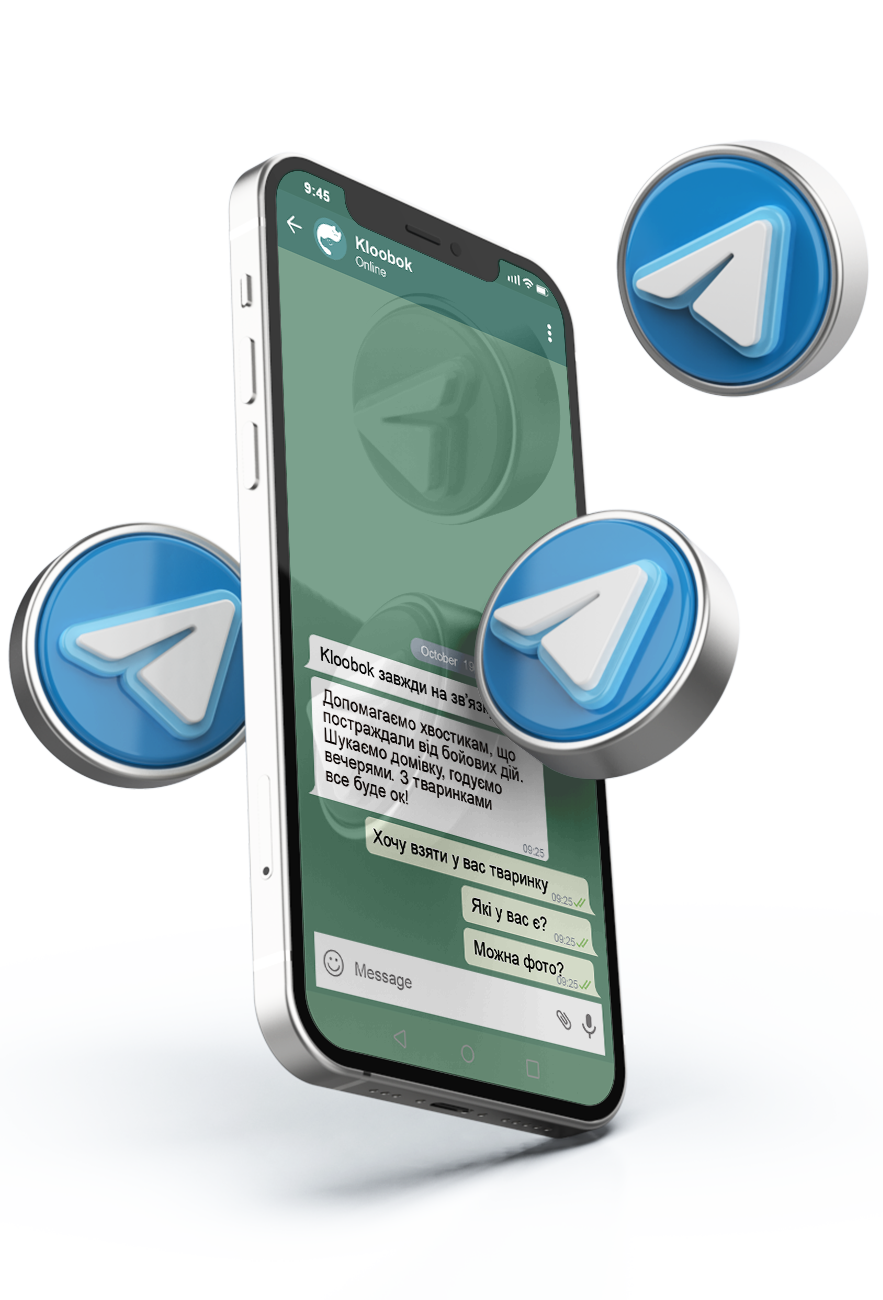 9:45
Kloobok
Online
October
Kloobok завжди на
Допомагаємо хвостикам, що
постраждали від бойових дій.
Шукаємо домівку, годуємо
вечерями. З тваринками
все буде ок!
09:25
Хочу взяти у вас тваринку
09:25
Які у вас є?
09:25
Можна фото?
09:25
Message